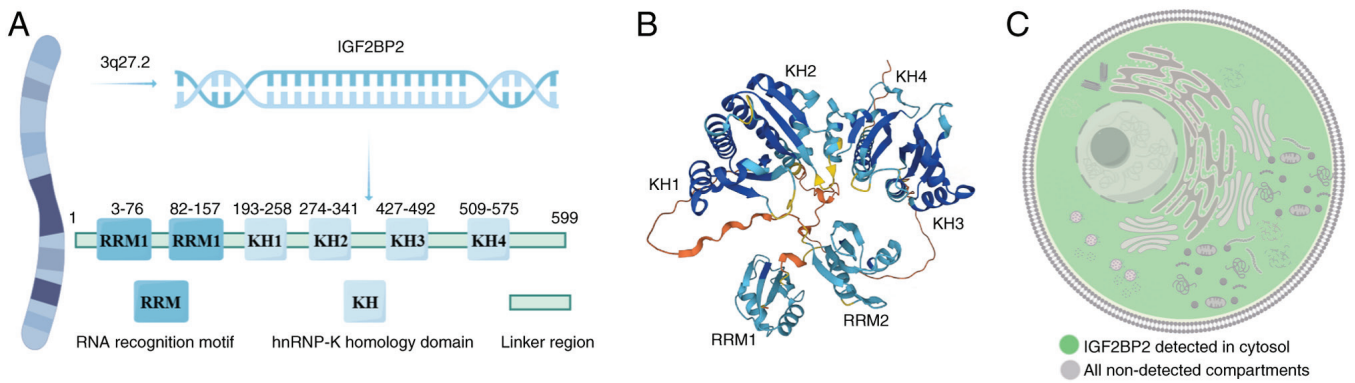 A
3q27.2
IGF2BP2
1
3-76
82-157
193-258
274-341
427-492
509-575
599
RRM1
RRM1
KH1
KH2
KH3
KH4
RRM
KH
RNA recognition motif
hnRNP-K homology domain
Linker region
B
KH2
KH4
KH1
KH3
RRM2
RRM1
C
IGF2BP2 detected in cytosol
All non-detected compartments